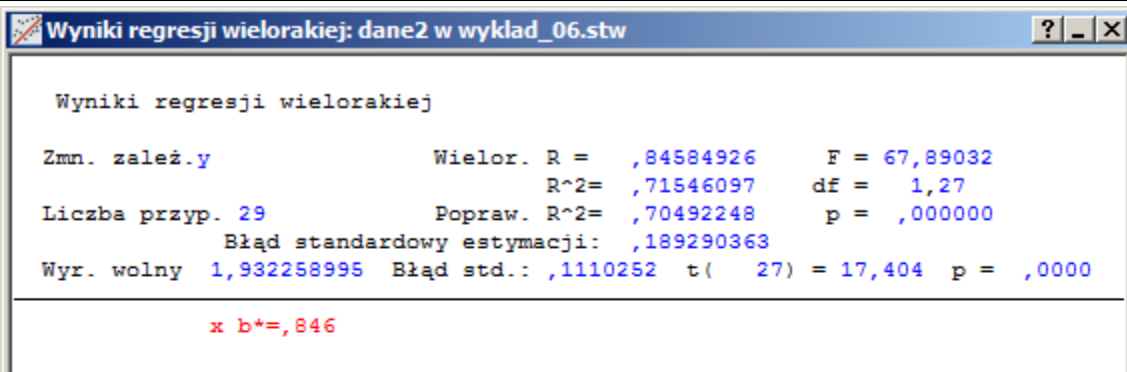 Wyniki regresji wielorakiej: dane2 w wyklad_06.stw ? _ X
Wyniki regresji wielorakiej
Zmn. zależ.y Wielor. R = ,84584926 F = 67,89032
R^2= ,71546097 df = 1,27
Liczba przyp. 29 Popraw. R^2= ,70492248 p = ,000000
Błąd standardowy estymacji: ,189290363
Wyr. wolny 1,932258995 Błąd std.: ,1110252 t( 27) = 17,404 p = ,0000
x b*=,846